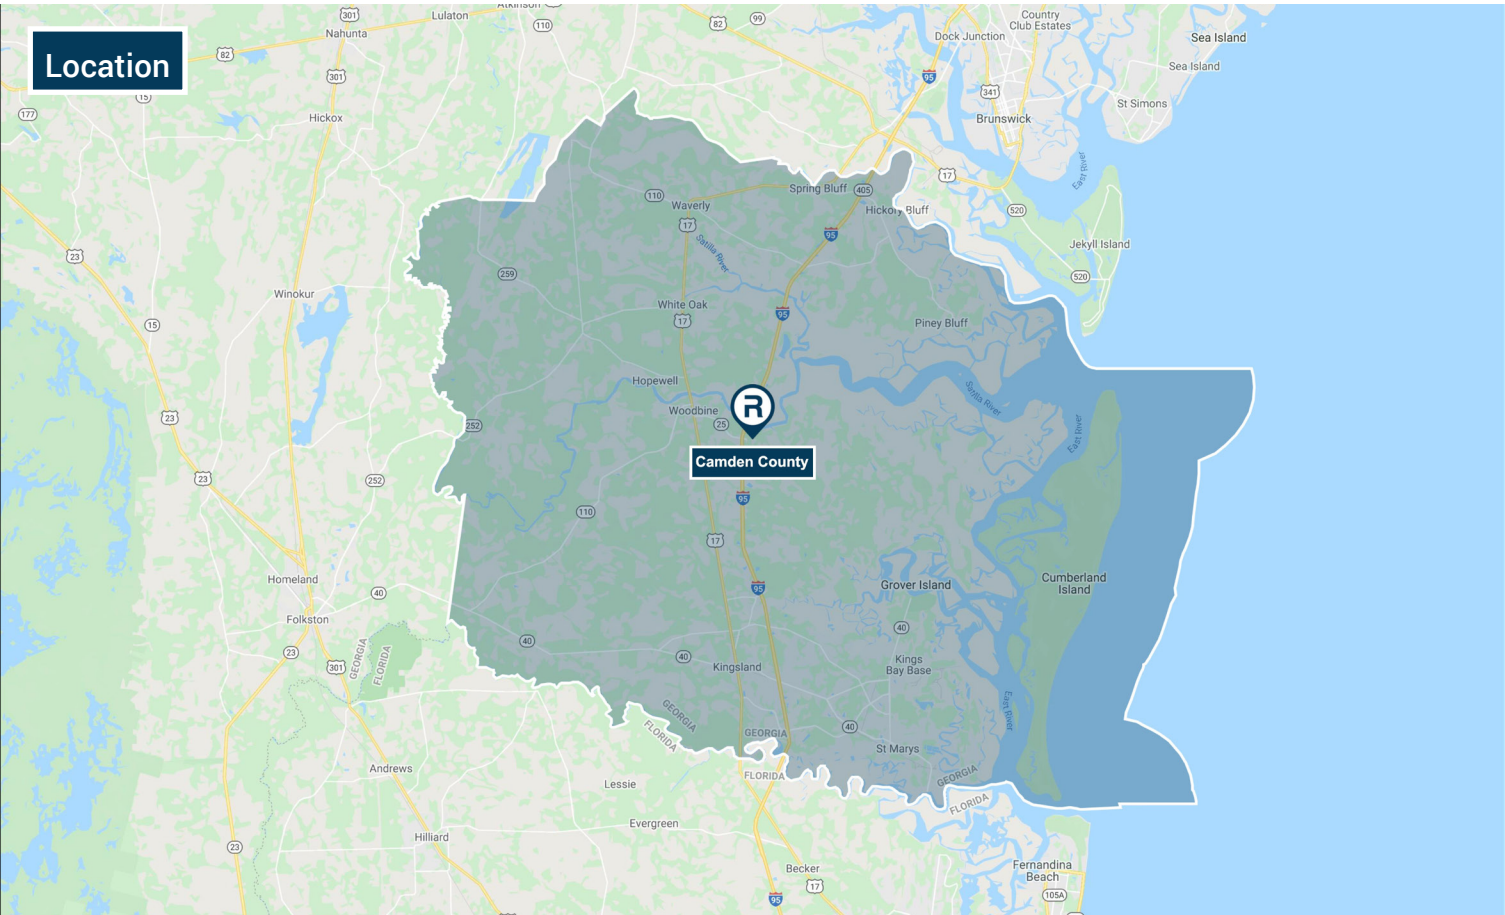 Atkinson
301
Lulaton
82
99
Country
Club Estates
Nahunta
110
Dock Junction
Sea Island
82
Location
301
95
Sea Island
15
341
St Simons
177
Hickox
Brunswick
East River
17
Spring Bluff
405
110
Waverly
Hickory Bluff
520
17
95
Satilla River
Jekyll Island
23
259
520
Winokur
White Oak
95
17
15
Piney Bluff
Hopewell
Satilla River
R
Woodbine
25
23
252
East River
Camden County
23
252
95
110
17
Homeland
Cumberland
Island
Grover Island
95
40
Folkston
40
40
23
GEORGIA
FLORIDA
301
40
Kingsland
Kings
Bay Base
East River
GEORGIA
FLORIDA
GEORGIA
40
St Marys
Andrews
FLORIDA
GEORGIA
FLORIDA
Lessie
Evergreen
Hilliard
23
Becker
17
Fernandina
Beach
95
105A